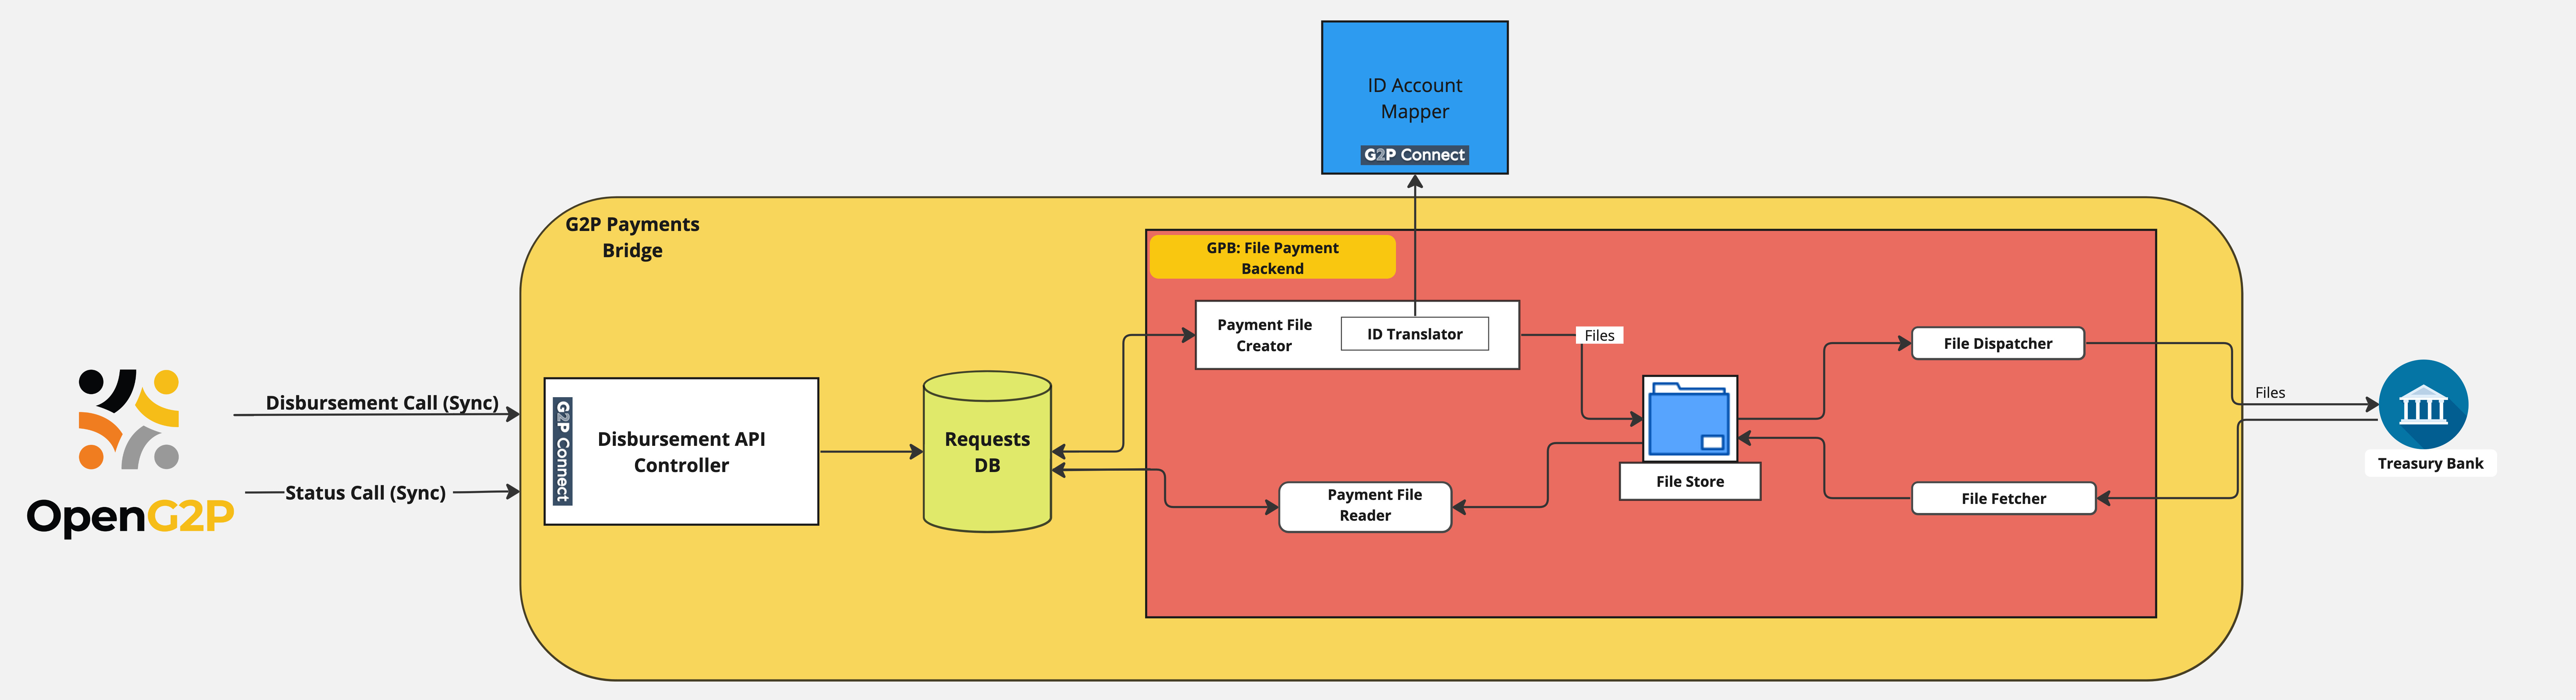 ID Account
Mapper
G2P Connect
G2P Payments
Bridge
GPB: File Payment
Backend
Payment File
Creator
ID Translator
Files
File Dispatcher
Disbursement Call (Sync)
Files
G2P Connect
Disbursement API
Controller
Requests
DB
Treasury Bank
File Store
Status Call (Sync)
Payment File
Reader
File Fetcher
OpenG2P